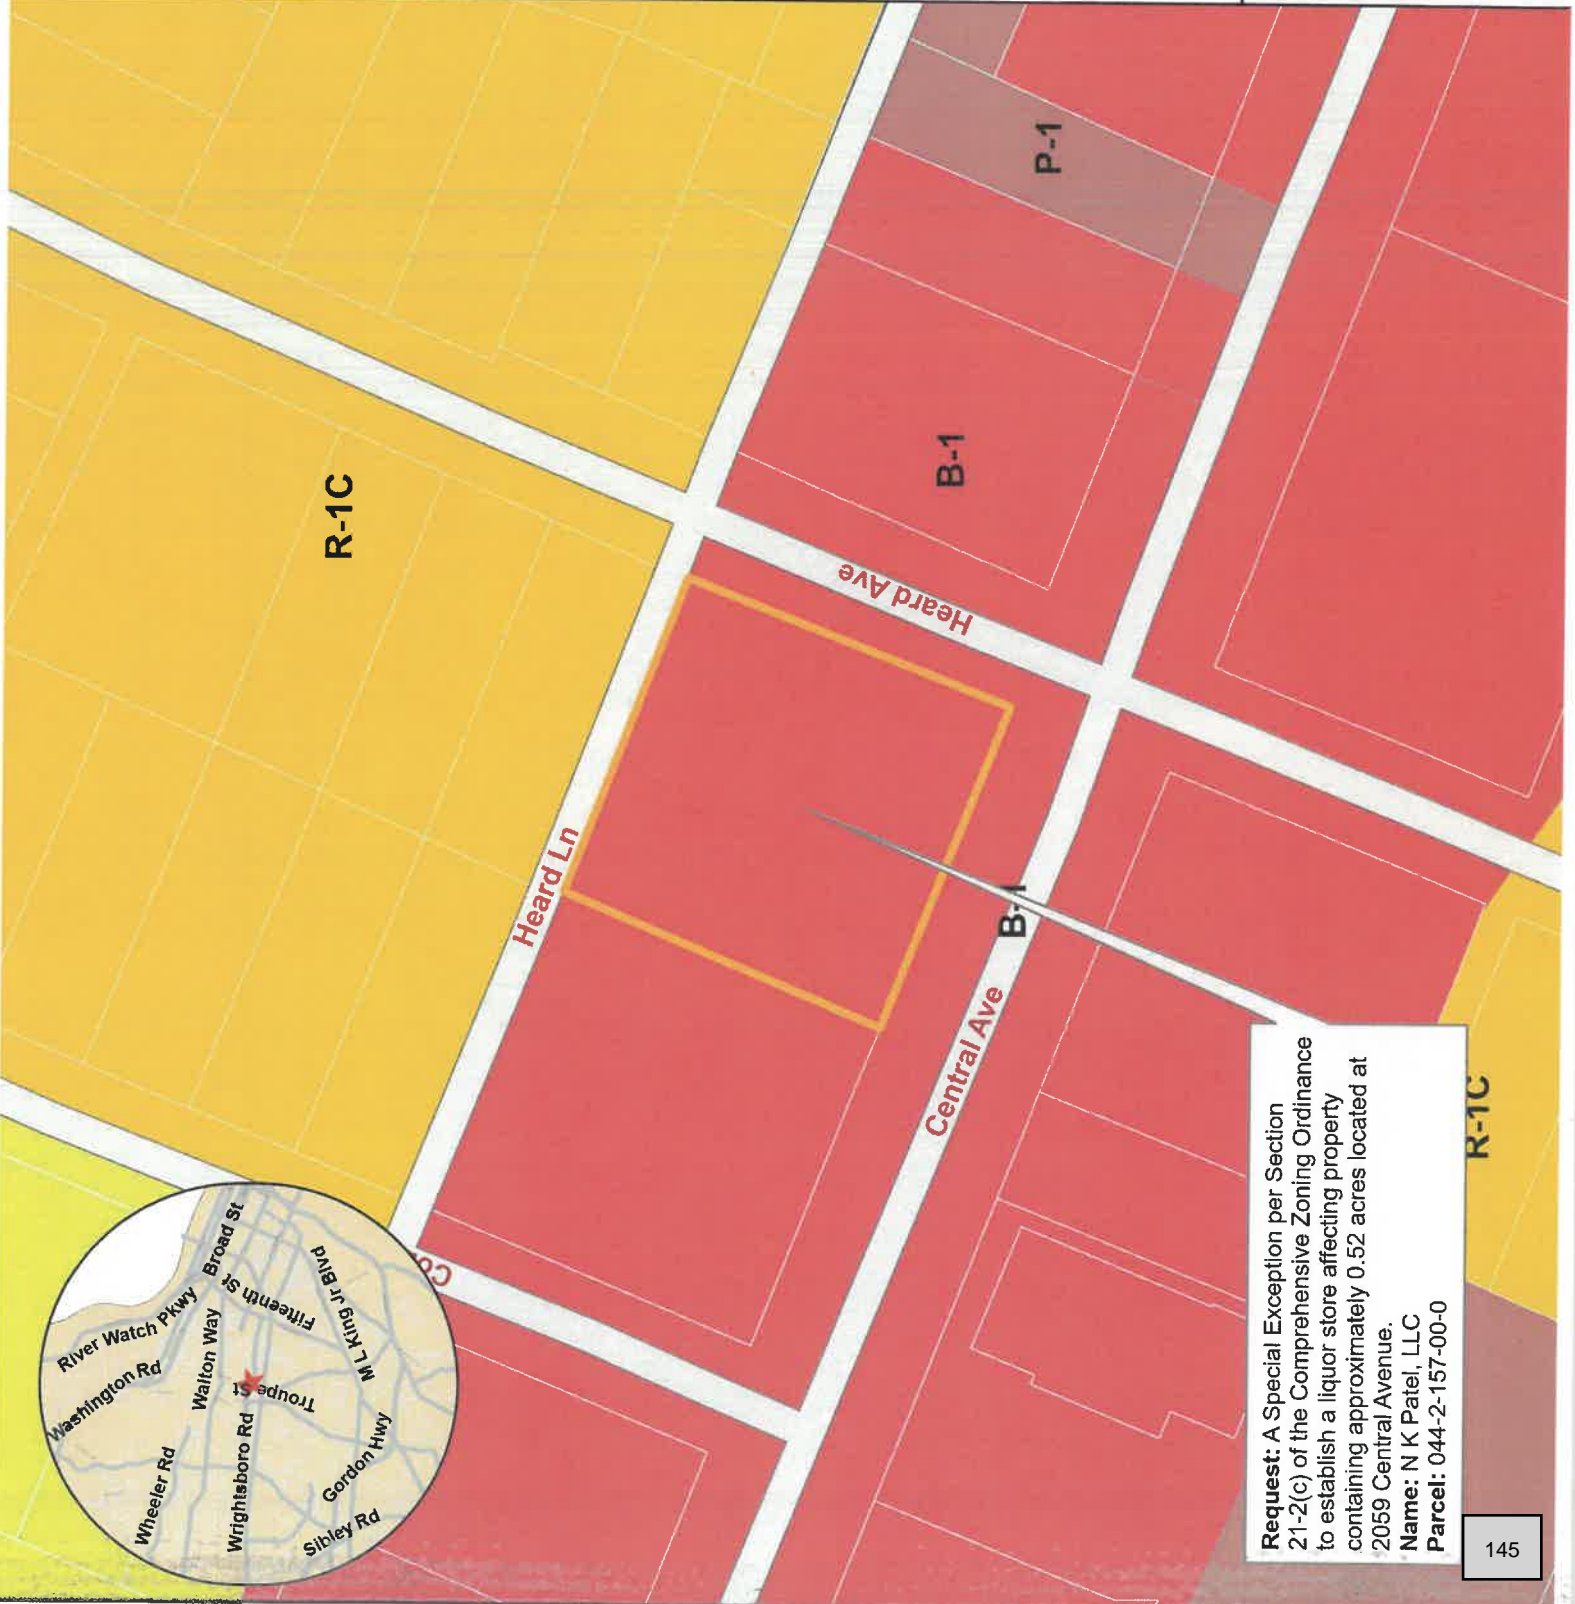 R-1C
P-1
B-1
Heard Ave
Heard Ln
B-1
Central Ave
R-1C
River Watch Pkwy
Broad St
Washington Rd
Fifteenth St
Walton Way
M L King Jr Blvd
Troupe St
Wheeler Rd
Wrightsboro Rd
Gordon Hwy
Sibley Rd
Request: A Special Exception per Section
21-2(c) of the Comprehensive Zoning Ordinance
to establish a liquor store affecting property
containing approximately 0.52 acres located at
2059 Central Avenue.
Name: N K Patel, LLC
Parcel: 044-2-157-00-0
145